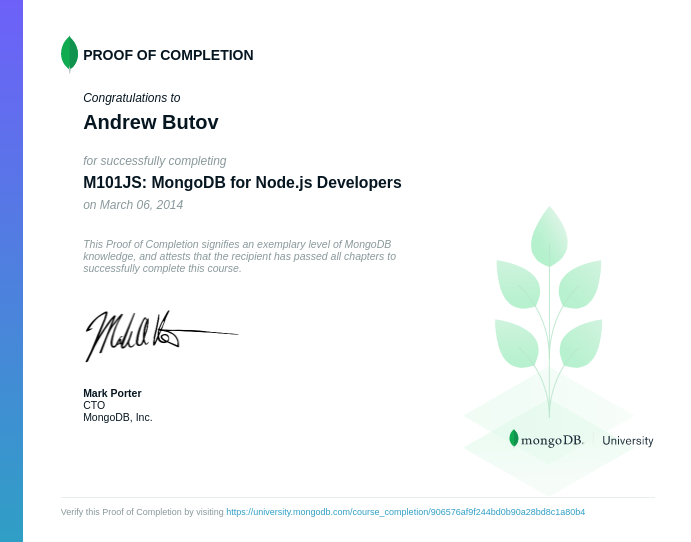 PROOF OF COMPLETION
Congratulations to
Andrew Butov
for successfully completing
M101JS: MongoDB for Node.js Developers
on March 06, 2014
This Proof of Completion signifies an exemplary level of MongoDB
knowledge, and attests that the recipient has passed all chapters to
successfully complete this course.
Mark Porter
CTO
MongoDB, Inc.
mongoDB. University
Verify this Proof of Completion by visiting https://university.mongodb.com/course_completion/906576af9f244bd0b90a28bd8c1a80b4